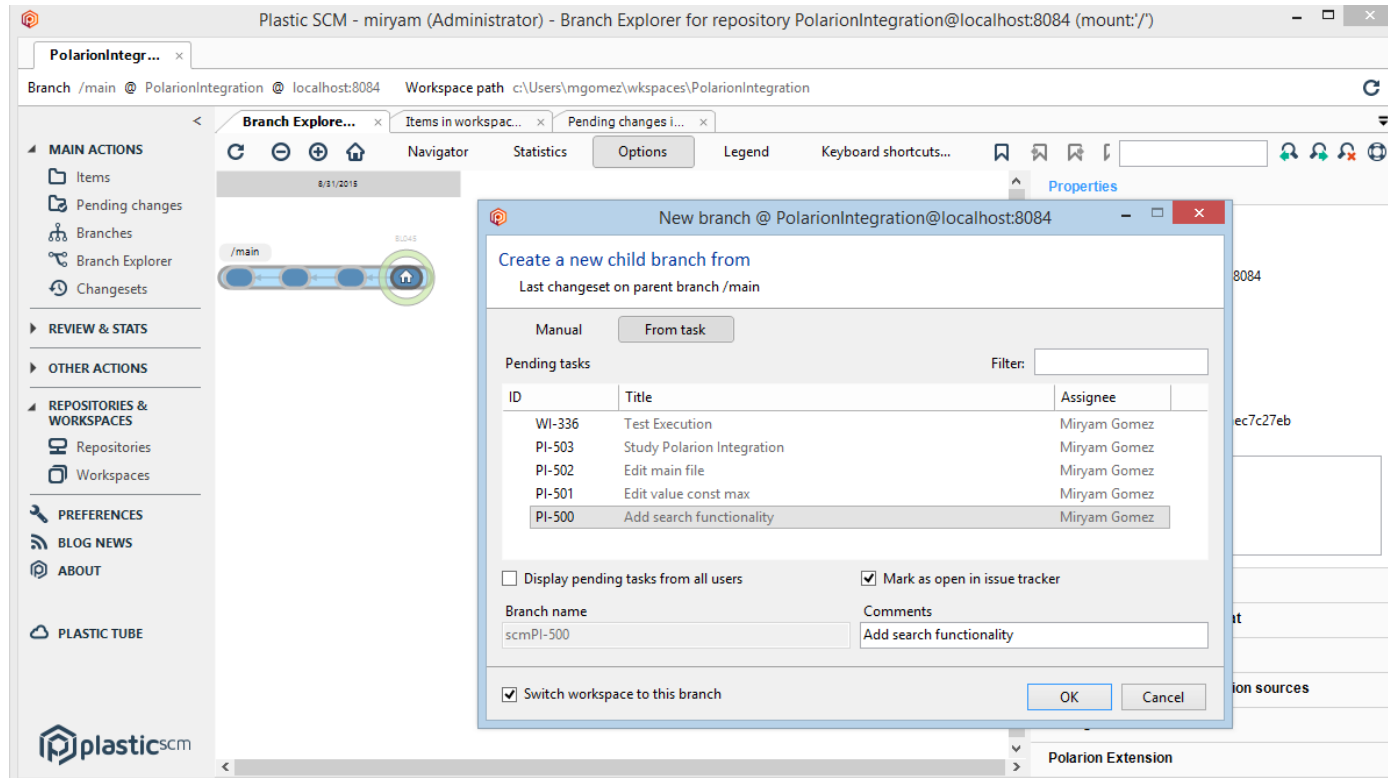 Plastic SCM - miryam (Administrator) - Branch Explorer for repository PolarionIntegration@localhost:8084 (mount:'/')
PolarionIntegr...
Branch /main @ PolarionIntegration @ localhost:8084 Workspace path c:\Users\mgomez\wkspaces\PolarionIntegration
Branch Explore... Items in workspac... Pending changes i...
Navigator Statistics Options Legend Keyboard shortcuts...
MAIN ACTIONS
Items
Pending changes
Branches
Branch Explorer
Changesets
REVIEW & STATS
OTHER ACTIONS
REPOSITORIES &
WORKSPACES
Repositories
Workspaces
PREFERENCES
BLOG NEWS
ABOUT
PLASTIC TUBE
plasticscm
8/31/2015
/main
BL045
Properties
8084
ec7c27eb
ion sources
Polarion Extension
New branch @ PolarionIntegration@localhost:8084
Create a new child branch from
Last changeset on parent branch /main
Manual From task
Pending tasks Filter:
ID Title Assignee
WI-336 Test Execution Miryam Gomez
PI-503 Study Polarion Integration Miryam Gomez
PI-502 Edit main file Miryam Gomez
PI-501 Edit value const max Miryam Gomez
PI-500 Add search functionality Miryam Gomez
Display pending tasks from all users Mark as open in issue tracker
Branch name Comments
scmPI-500 Add search functionality
Switch workspace to this branch OK Cancel